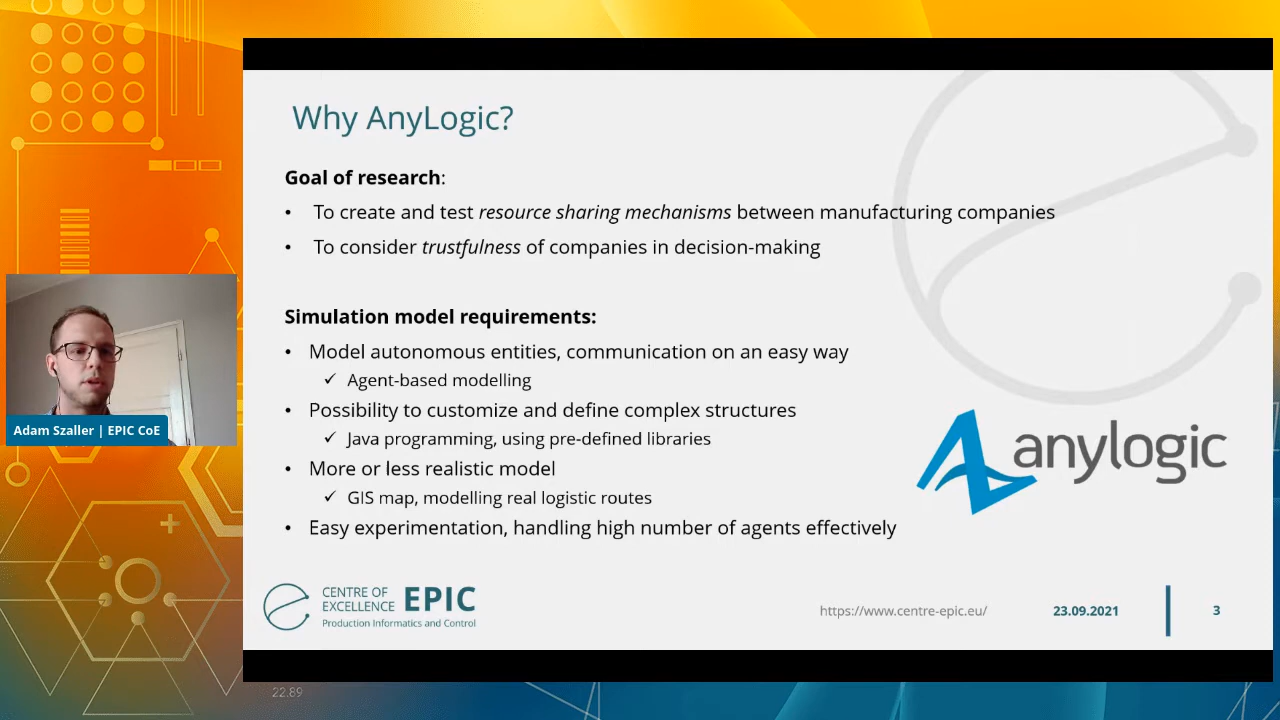 Why AnyLogic?
Goal of research:
• To create and test resource sharing mechanisms between manufacturing companies
• To consider trustfulness of companies in decision-making
Simulation model requirements:
• Model autonomous entities, communication on an easy way
✓ Agent-based modelling
• Possibility to customize and define complex structures
✓ Java programming, using pre-defined libraries
• More or less realistic model
✓ GIS map, modelling real logistic routes
• Easy experimentation, handling high number of agents effectively
anylogic
Adam Szaller | EPIC CoE
CENTRE OF
EXCELLENCE EPIC
Production Informatics and Control
https://www.centre-epic.eu/
23.09.2021
3
22,89